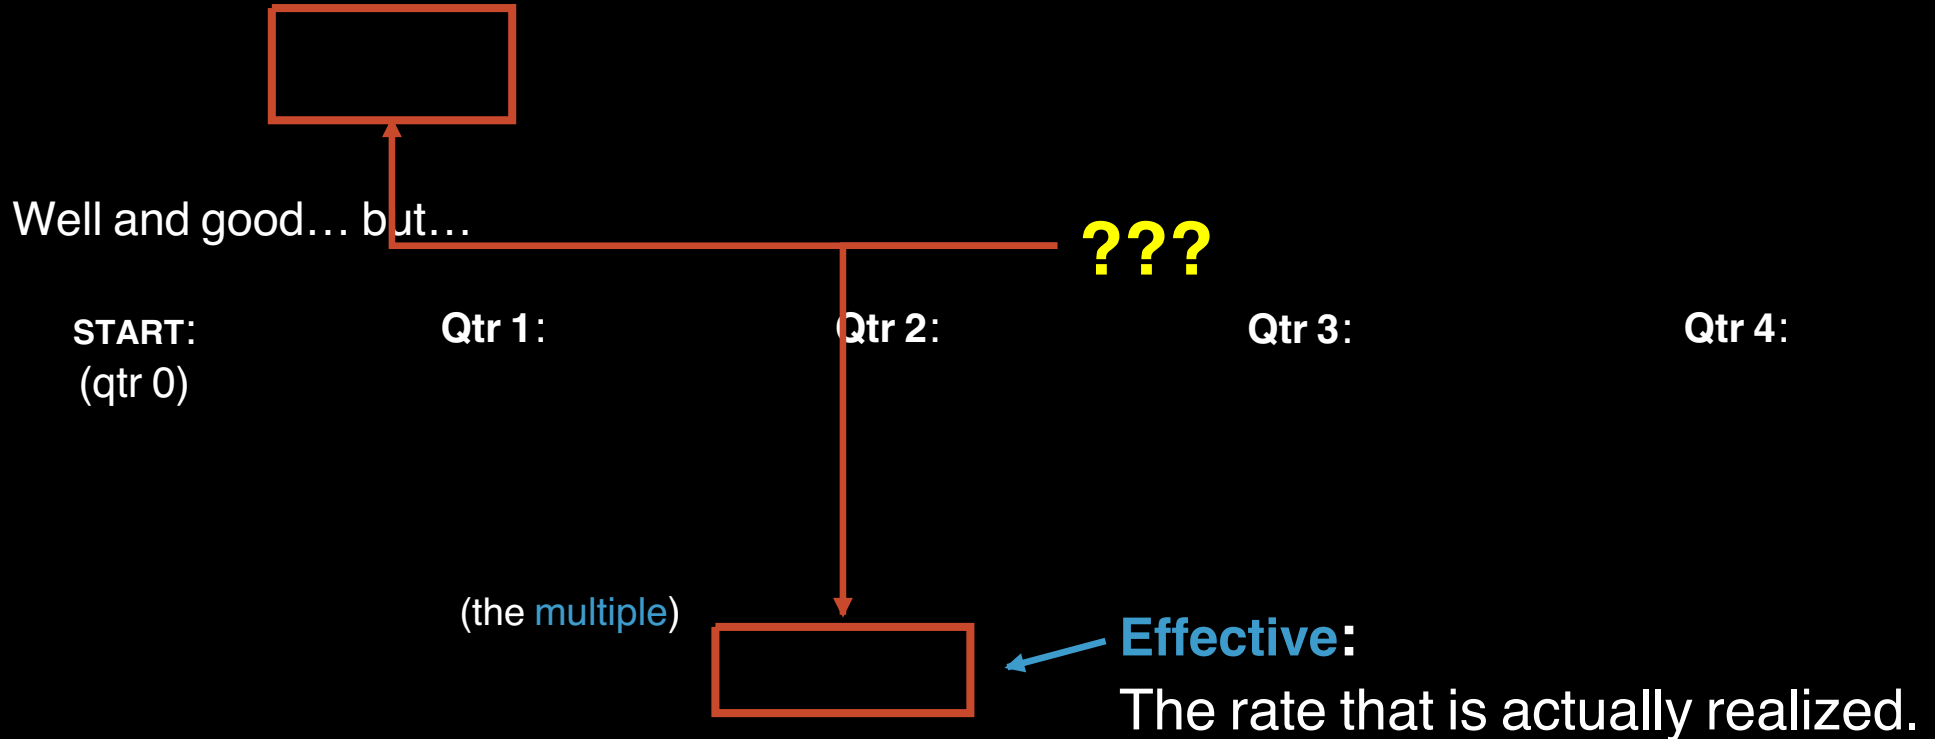 Well and good… but…
???
START:
(qtr 0)
Qtr 1:
Qtr 2:
Qtr 3:
Qtr 4:
(the multiple)
Effective:
The rate that is actually realized.